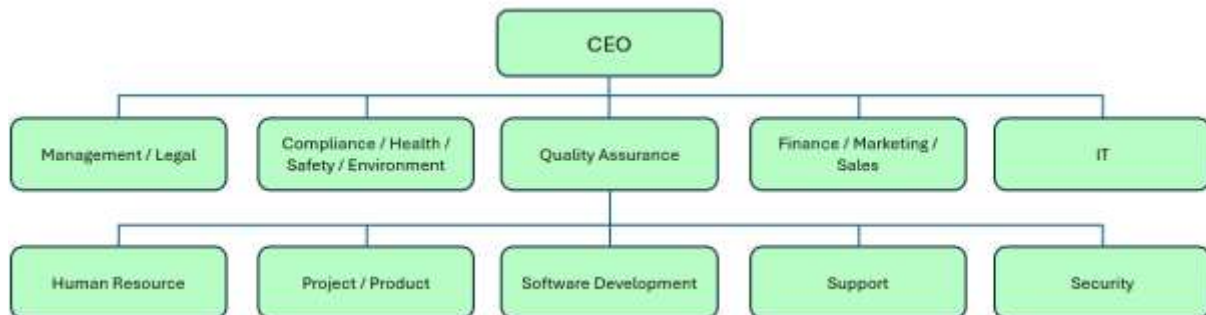 CEO
Management / Legal
Compliance / Health /
Safety / Environment
Quality Assurance
Finance / Marketing /
Sales
IT
Human Resource
Project / Product
Software Development
Support
Security